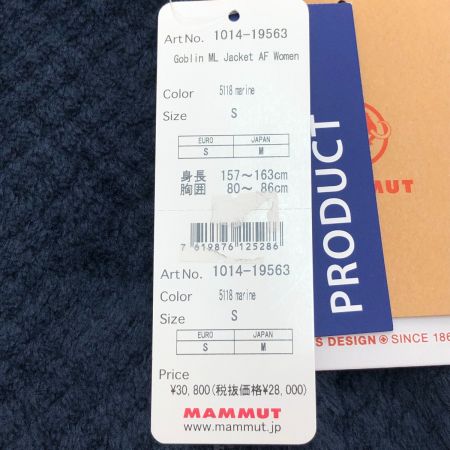 Art No. 1014-19563
Goblin ML Jacket AF Women
Color 5118 marine
Size S
EURO JAPAN
S M
身長 157～163cm
胸囲 80～86cm
7 619876 125286
Art No. 1014-19563
Color 5118 marine
Size S
EURO JAPAN
S M
Price
¥30,800(税抜価格¥28,000)
MAMMUT
www.mammut.jp
PRODUCT
MMUT
S DESIGN SINCE 186